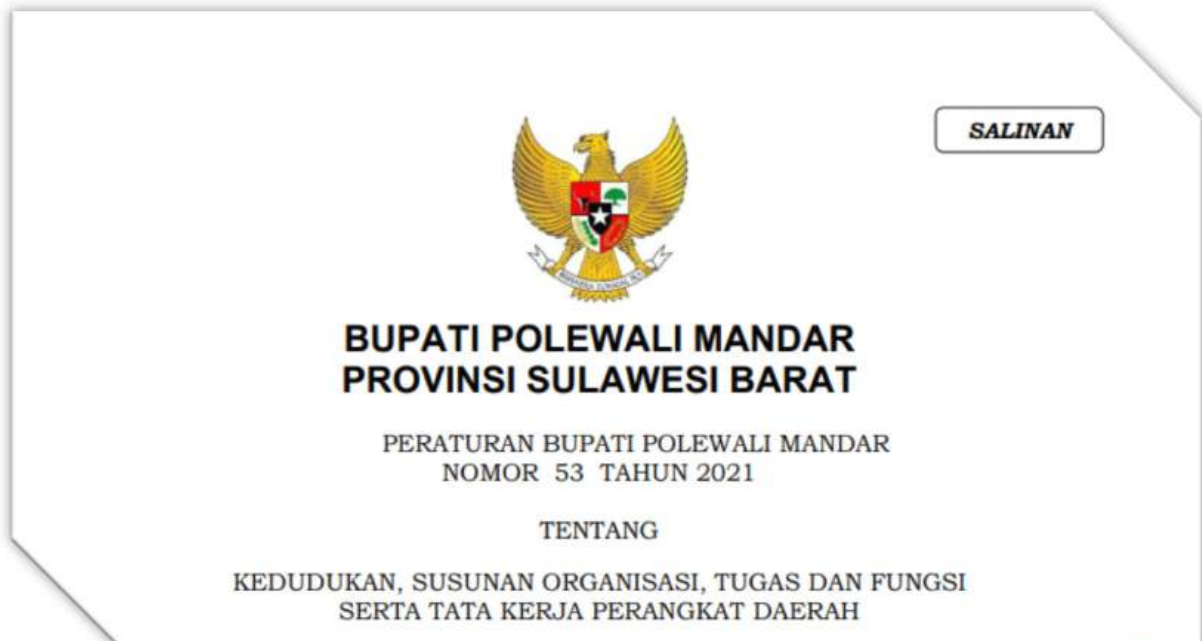 SALINAN
BUPATI POLEWALI MANDAR
PROVINSI SULAWESI BARAT
PERATURAN BUPATI POLEWALI MANDAR
NOMOR 53 TAHUN 2021
TENTANG
KEDUDUKAN, SUSUNAN ORGANISASI, TUGAS DAN FUNGSI
SERTA TATA KERJA PERANGKAT DAERAH